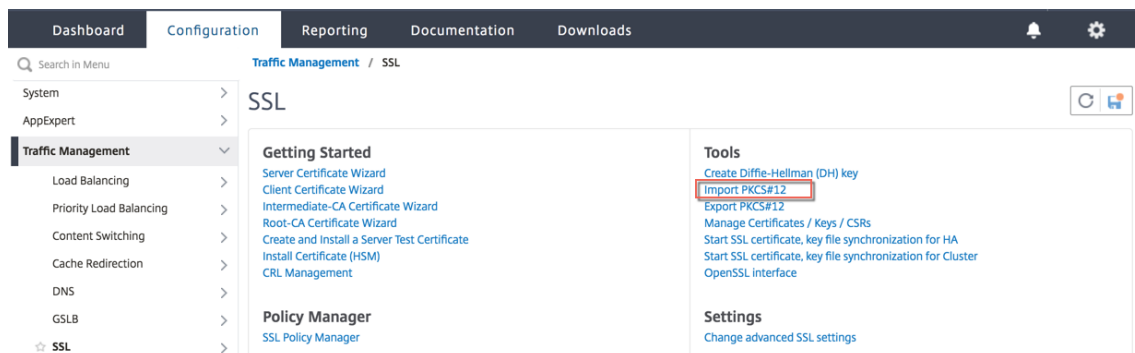 Dashboard Configuration Reporting Documentation Downloads
Search in Menu
System
AppExpert
Traffic Management
Load Balancing
Priority Load Balancing
Content Switching
Cache Redirection
DNS
GSLB
SSL
Traffic Management / SSL
SSL
Getting Started
Server Certificate Wizard
Client Certificate Wizard
Intermediate-CA Certificate Wizard
Root-CA Certificate Wizard
Create and Install a Server Test Certificate
Install Certificate (HSM)
CRL Management
Policy Manager
SSL Policy Manager
Tools
Create Diffie-Hellman (DH) key
Import PKCS#12
Export PKCS#12
Manage Certificates / Keys / CSRs
Start SSL certificate, key file synchronization for HA
Start SSL certificate, key file synchronization for Cluster
OpenSSL interface
Settings
Change advanced SSL settings